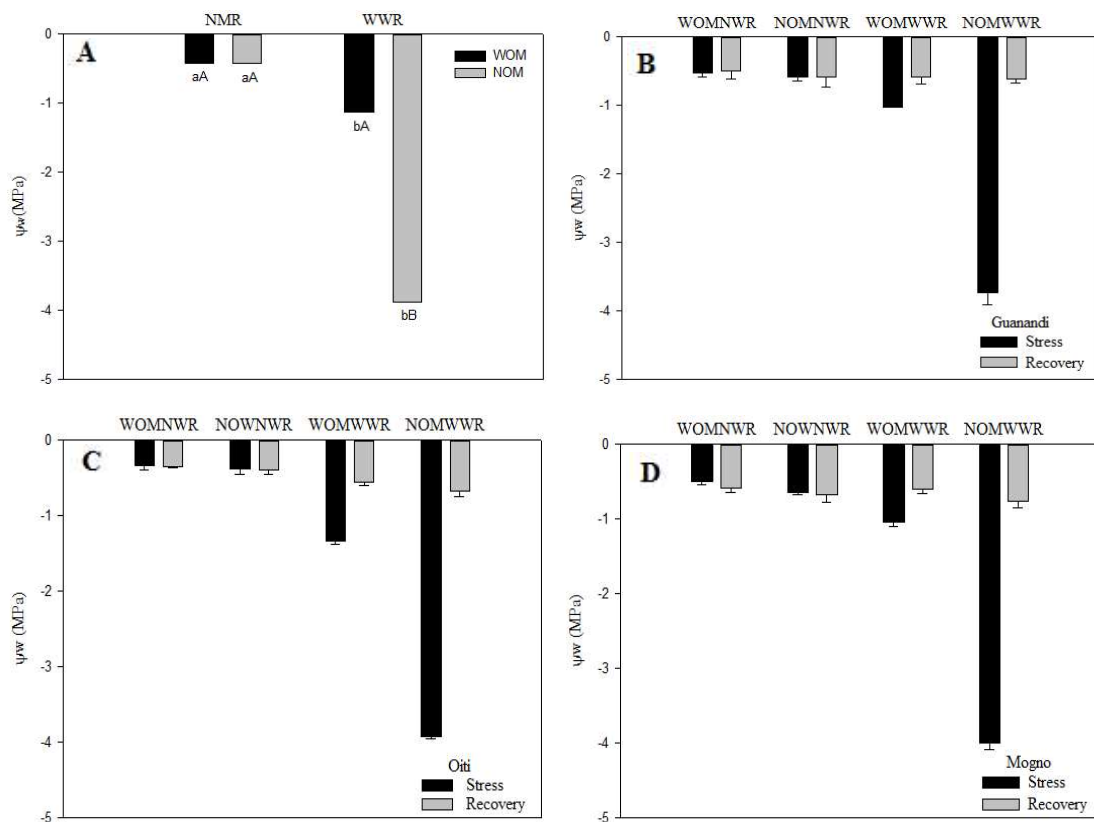 NMR WWR
0
-1
-2
-3
-4
-5
ψw(MPa)
A
WOM
NOM
aA aA
bA
bB
WOMNWR NOMNWR WOMWWR NOMWWR
0
-1
-2
-3
-4
-5
ψw (MPa)
B
Guanandi
Stress
Recovery
WOMNWR NOWNWR WOMWWR NOMWWR
0
-1
-2
-3
-4
-5
ψw (MPa)
C
Oiti
Stress
Recovery
WOMNWR NOWNWR WOMWWR NOMWWR
0
-1
-2
-3
-4
-5
ψw (MPa)
D
Mogno
Stress
Recovery